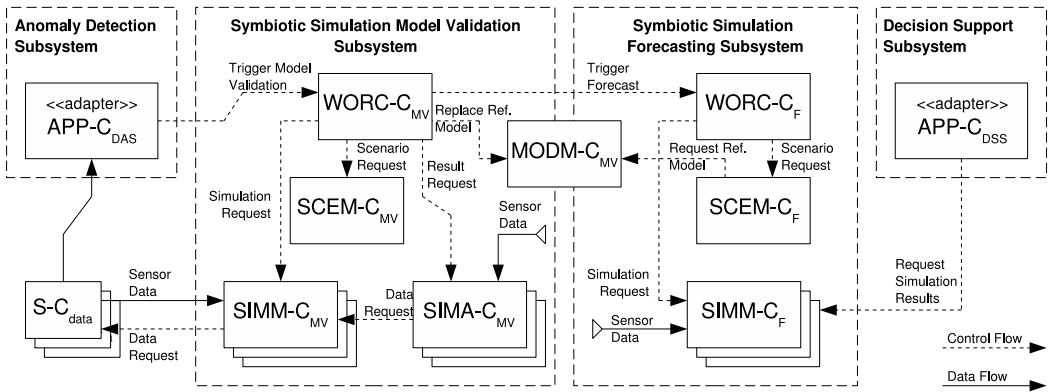 Anomaly Detection
Subsystem
Symbiotic Simulation Model Validation
Subsystem
Symbiotic Simulation
Forecasting Subsystem
Decision Support
Subsystem
<<adapter>>
APP-C_DAS
Trigger Model
Validation
WORC-C_MV
Trigger
Forecast
WORC-C_F
<<adapter>>
APP-C_DSS
Replace Ref.
Model
MODM-C_MV
Request Ref.
Model
Scenario
Request
Result
Request
Scenario
Request
SCEM-C_MV
SCEM-C_F
Simulation
Request
Sensor
Data
S-C_data
Sensor
Data
Data
Request
SIMM-C_MV
Data
Request
SIMA-C_MV
Simulation
Request
Sensor
Data
SIMM-C_F
Request
Simulation
Results
Control Flow
Data Flow